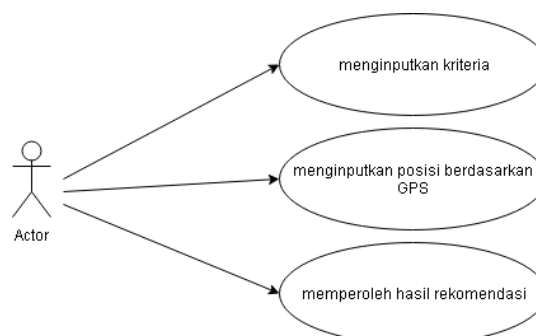 menginputkan kriteria
menginputkan posisi berdasarkan
GPS
Actor
memperoleh hasil rekomendasi